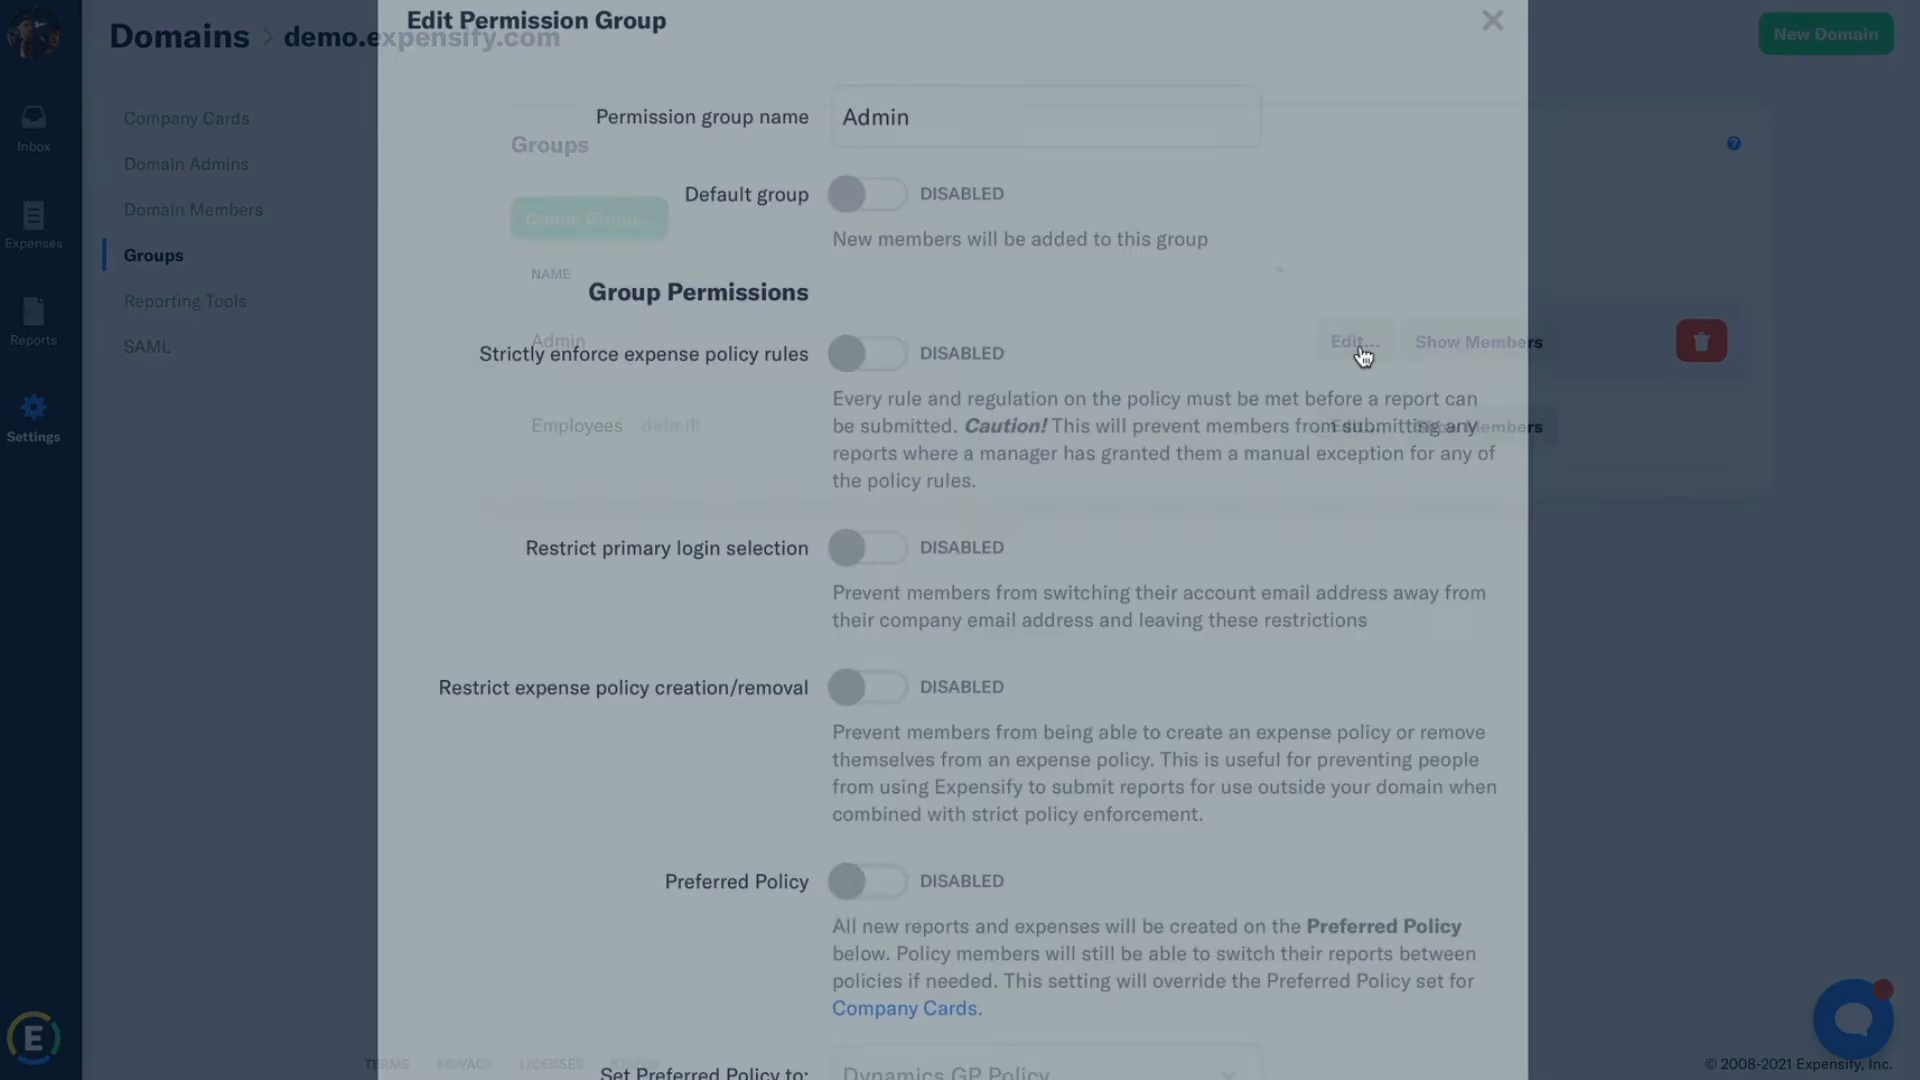 Domains > demo.expensify.com
New Domain
Edit Permission Group
Inbox
Expenses
Reports
Settings
Company Cards
Domain Admins
Domain Members
Groups
Reporting Tools
SAML
Groups
Create Group...
NAME
Admin
Edit...
Show Members
Employees default
Edit...
Show Members
Permission group name
Admin
Default group
DISABLED
New members will be added to this group
Group Permissions
Strictly enforce expense policy rules
DISABLED
Every rule and regulation on the policy must be met before a report can
be submitted. Caution! This will prevent members from submitting any
reports where a manager has granted them a manual exception for any of
the policy rules.
Restrict primary login selection
DISABLED
Prevent members from switching their account email address away from
their company email address and leaving these restrictions
Restrict expense policy creation/removal
DISABLED
Prevent members from being able to create an expense policy or remove
themselves from an expense policy. This is useful for preventing people
from using Expensify to submit reports for use outside your domain when
combined with strict policy enforcement.
Preferred Policy
DISABLED
All new reports and expenses will be created on the Preferred Policy
below. Policy members will still be able to switch their reports between
policies if needed. This setting will override the Preferred Policy set for
Company Cards.
Set Preferred Policy to:
Dynamics GP Policy
TERMS PRIVACY LICENSES
© 2008-2021 Expensify, Inc.